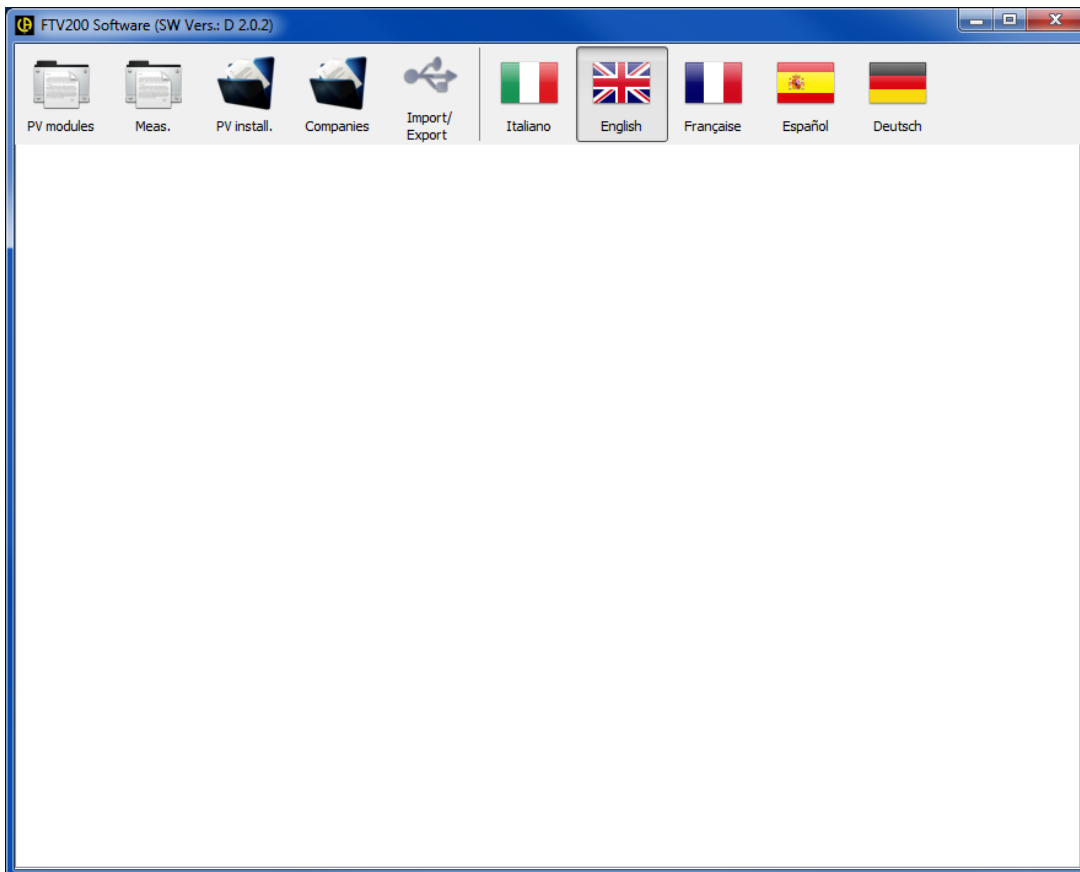 FTV200 Software (SW Vers.: D 2.0.2)
PV modules
Meas.
PV install.
Companies
Import/
Export
Italiano
English
Française
Español
Deutsch